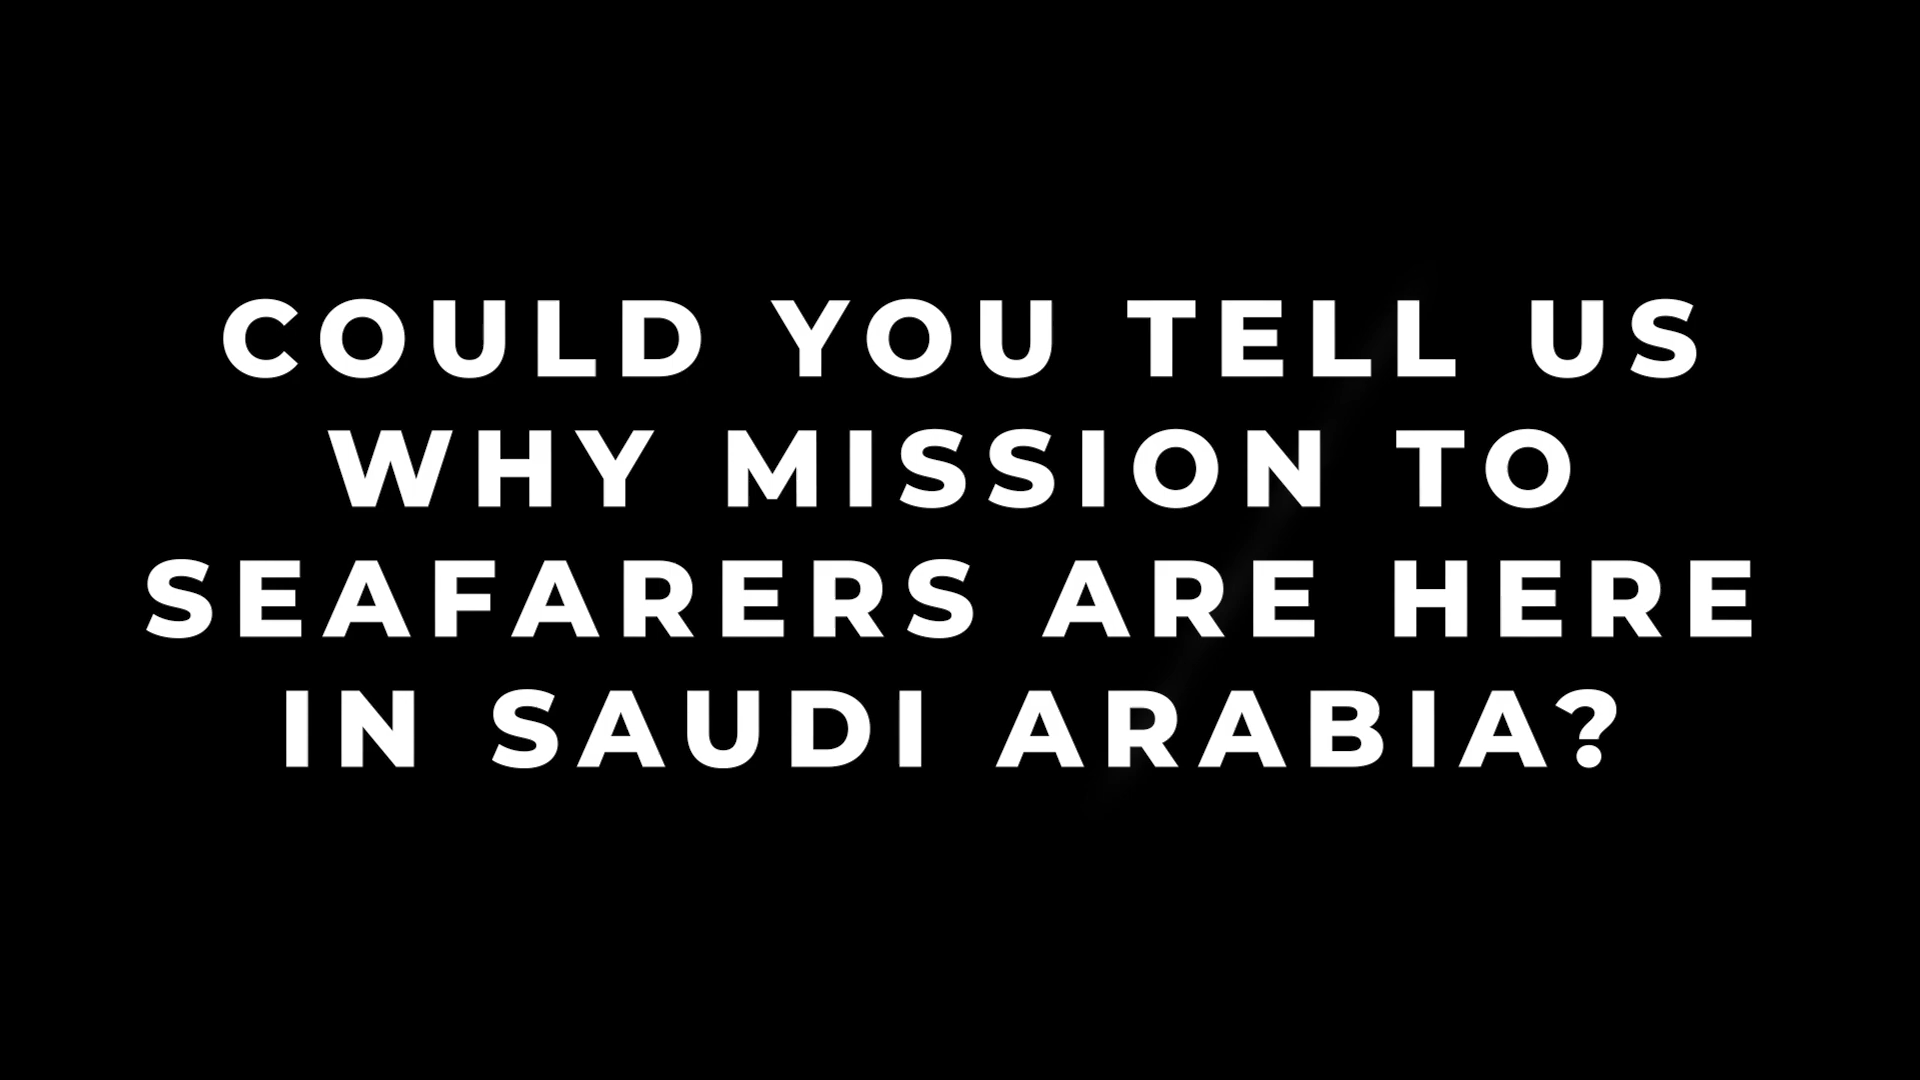 COULD YOU TELL US
WHY MISSION TO
SEAFARERS ARE HERE
IN SAUDI ARABIA?